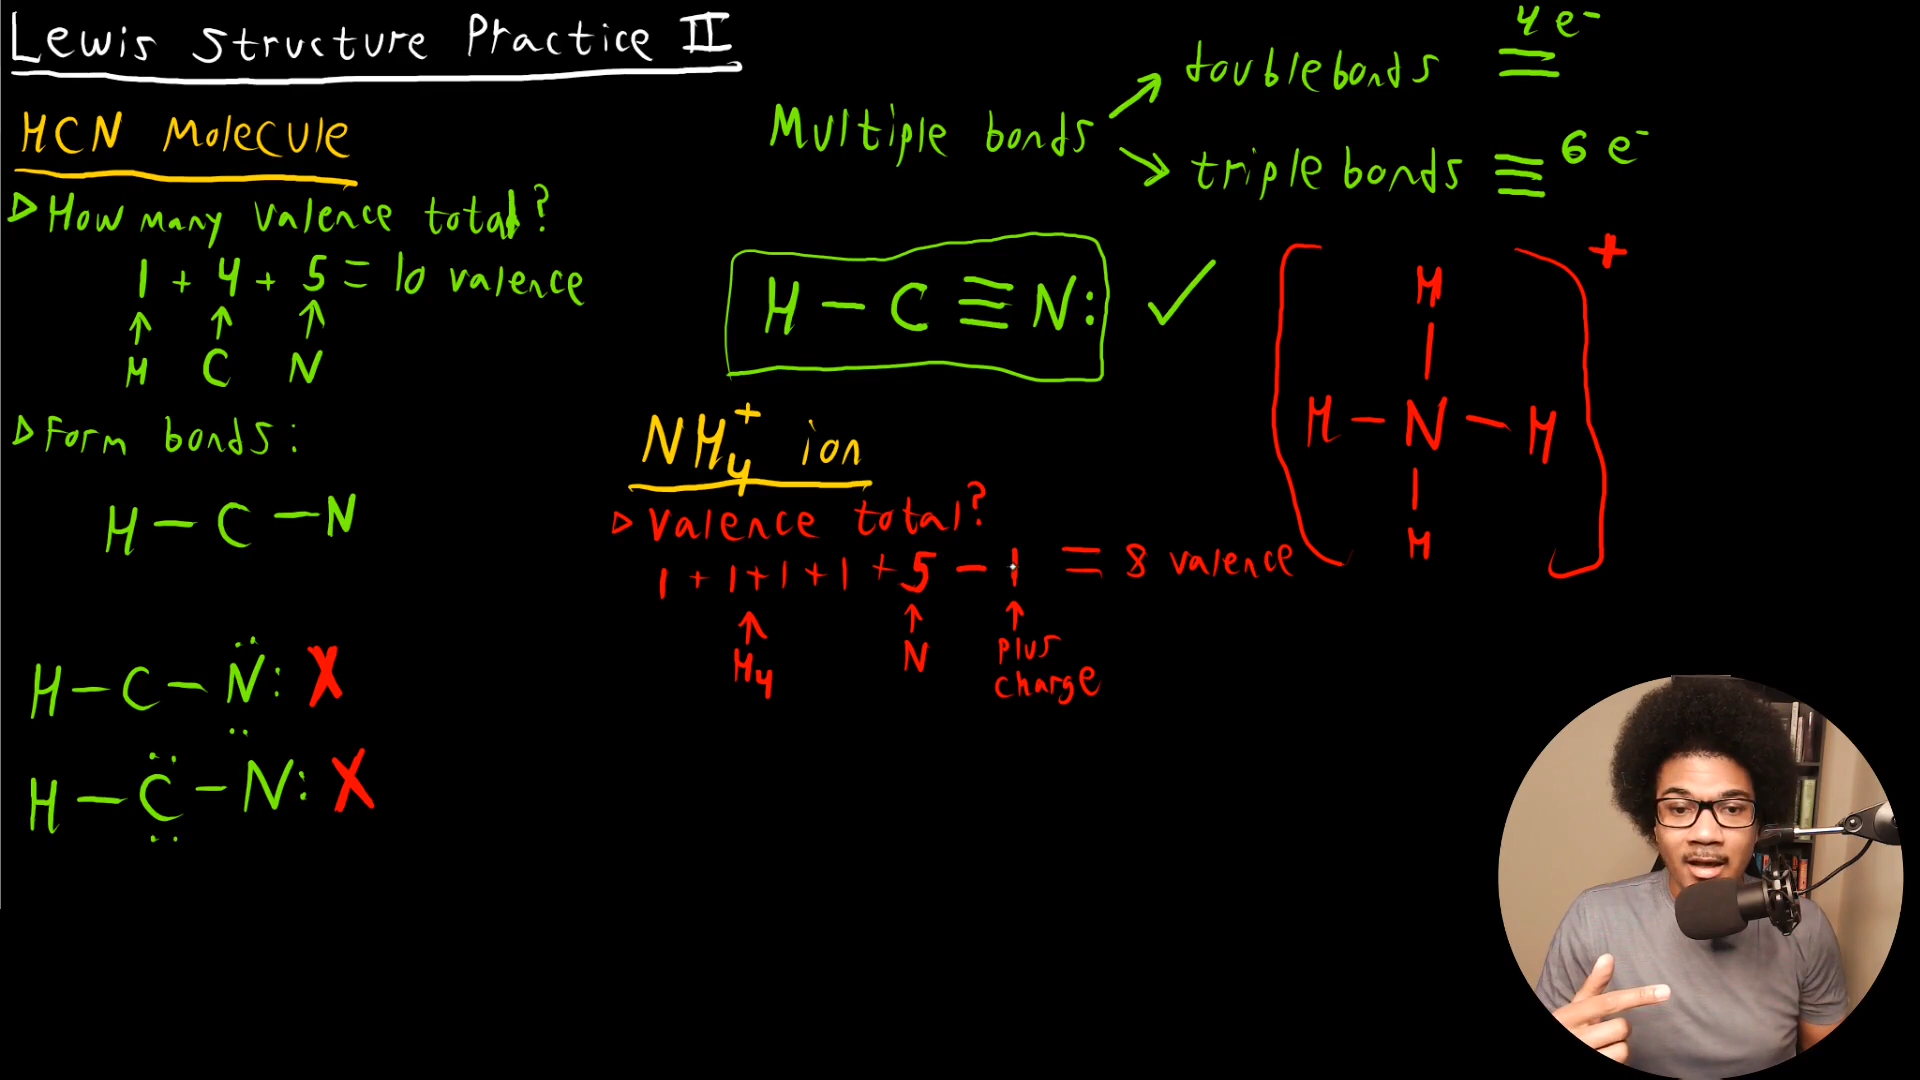 Lewis Structure Practice II
HCN Molecule
▷ How many valence total?
1 + 4 + 5 = 10 valence
↑ ↑ ↑
H C N
▷ Form bonds:
H – C – N
H – C – N̈: X
H – C̈ – N: X
Multiple bonds
↗ double bonds = 4 e⁻
↘ triple bonds ≡ 6 e⁻
H – C ≡ N: ✓
NH₄⁺ ion
▷ Valence total?
1 + 1 + 1 + 1 + 5 – 1 = 8 valence
↑ ↑ ↑
H₄ N plus
charge
+
H
H – N – H
H